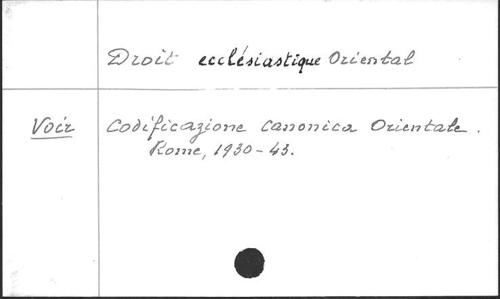 Droit ecclésiastique Oriental
Voir Codificazione canonica Orientale.
Rome, 1930-43.